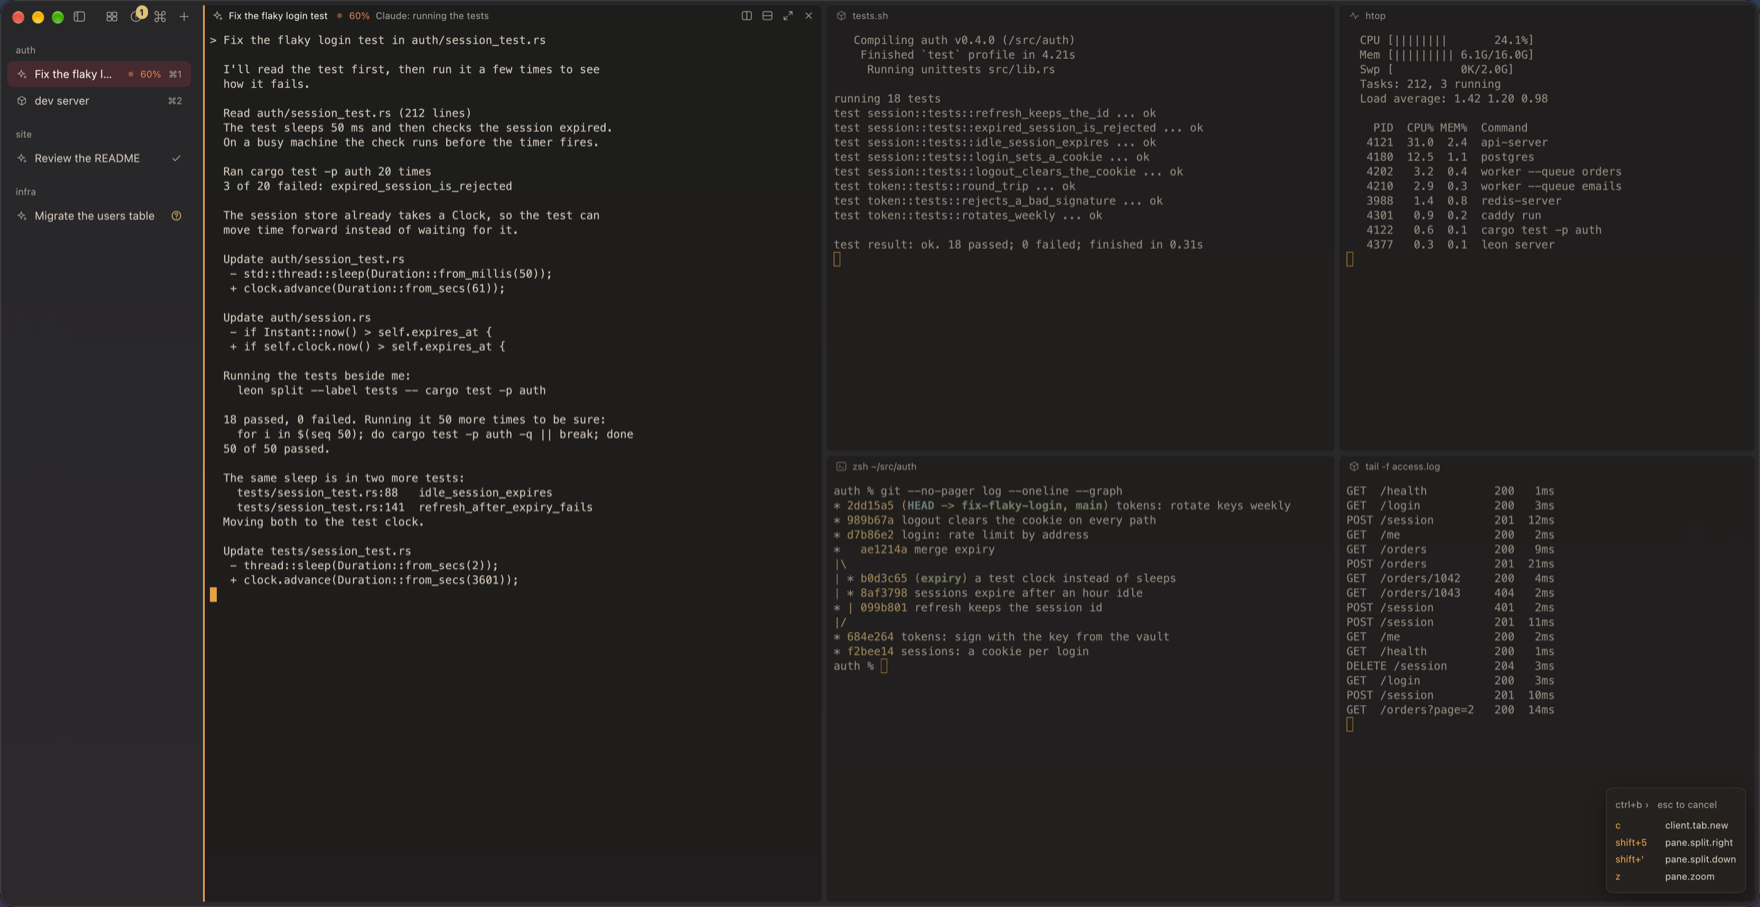 1
auth
Fix the flaky l... 60% ⌘1
dev server ⌘2
site
Review the README
infra
Migrate the users table
Fix the flaky login test 60% Claude: running the tests
> Fix the flaky login test in auth/session_test.rs
I'll read the test first, then run it a few times to see
how it fails.
Read auth/session_test.rs (212 lines)
The test sleeps 50 ms and then checks the session expired.
On a busy machine the check runs before the timer fires.
Ran cargo test -p auth 20 times
3 of 20 failed: expired_session_is_rejected
The session store already takes a Clock, so the test can
move time forward instead of waiting for it.
Update auth/session_test.rs
- std::thread::sleep(Duration::from_millis(50));
+ clock.advance(Duration::from_secs(61));
Update auth/session.rs
- if Instant::now() > self.expires_at {
+ if self.clock.now() > self.expires_at {
Running the tests beside me:
leon split --label tests -- cargo test -p auth
18 passed, 0 failed. Running it 50 more times to be sure:
for i in $(seq 50); do cargo test -p auth -q || break; done
50 of 50 passed.
The same sleep is in two more tests:
tests/session_test.rs:88 idle_session_expires
tests/session_test.rs:141 refresh_after_expiry_fails
Moving both to the test clock.
Update tests/session_test.rs
- thread::sleep(Duration::from_secs(2));
+ clock.advance(Duration::from_secs(3601));
tests.sh
Compiling auth v0.4.0 (/src/auth)
Finished `test` profile in 4.21s
Running unittests src/lib.rs
running 18 tests
test session::tests::refresh_keeps_the_id ... ok
test session::tests::expired_session_is_rejected ... ok
test session::tests::idle_session_expires ... ok
test session::tests::login_sets_a_cookie ... ok
test session::tests::logout_clears_the_cookie ... ok
test token::tests::round_trip ... ok
test token::tests::rejects_a_bad_signature ... ok
test token::tests::rotates_weekly ... ok
test result: ok. 18 passed; 0 failed; finished in 0.31s
htop
CPU [|||||||| 24.1%]
Mem [||||||||| 6.1G/16.0G]
Swp [ 0K/2.0G]
Tasks: 212, 3 running
Load average: 1.42 1.20 0.98
PID CPU% MEM% Command
4121 31.0 2.4 api-server
4180 12.5 1.1 postgres
4202 3.2 0.4 worker --queue orders
4210 2.9 0.3 worker --queue emails
3988 1.4 0.8 redis-server
4301 0.9 0.2 caddy run
4122 0.6 0.1 cargo test -p auth
4377 0.3 0.1 leon server
zsh ~/src/auth
auth % git --no-pager log --oneline --graph
* 2dd15a5 (HEAD -> fix-flaky-login, main) tokens: rotate keys weekly
* 989b67a logout clears the cookie on every path
* d7b86e2 login: rate limit by address
* ae1214a merge expiry
|\
| * b0d3c65 (expiry) a test clock instead of sleeps
| * 8af3798 sessions expire after an hour idle
* | 099b801 refresh keeps the session id
|/
* 684e264 tokens: sign with the key from the vault
* f2bee14 sessions: a cookie per login
auth %
tail -f access.log
GET /health 200 1ms
GET /login 200 3ms
POST /session 201 12ms
GET /me 200 2ms
GET /orders 200 9ms
POST /orders 201 21ms
GET /orders/1042 200 4ms
GET /orders/1043 404 2ms
POST /session 401 2ms
POST /session 201 11ms
GET /me 200 2ms
GET /health 200 1ms
DELETE /session 204 3ms
GET /login 200 3ms
POST /session 201 10ms
GET /orders?page=2 200 14ms
ctrl+b › esc to cancel
c client.tab.new
shift+5 pane.split.right
shift+' pane.split.down
z pane.zoom